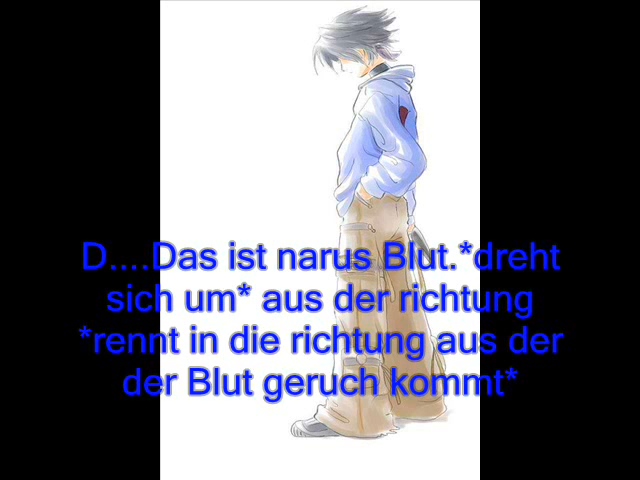 D....Das ist narus Blut.*dreht
sich um* aus der richtung
*rennt in die richtung aus der
der Blut geruch kommt*